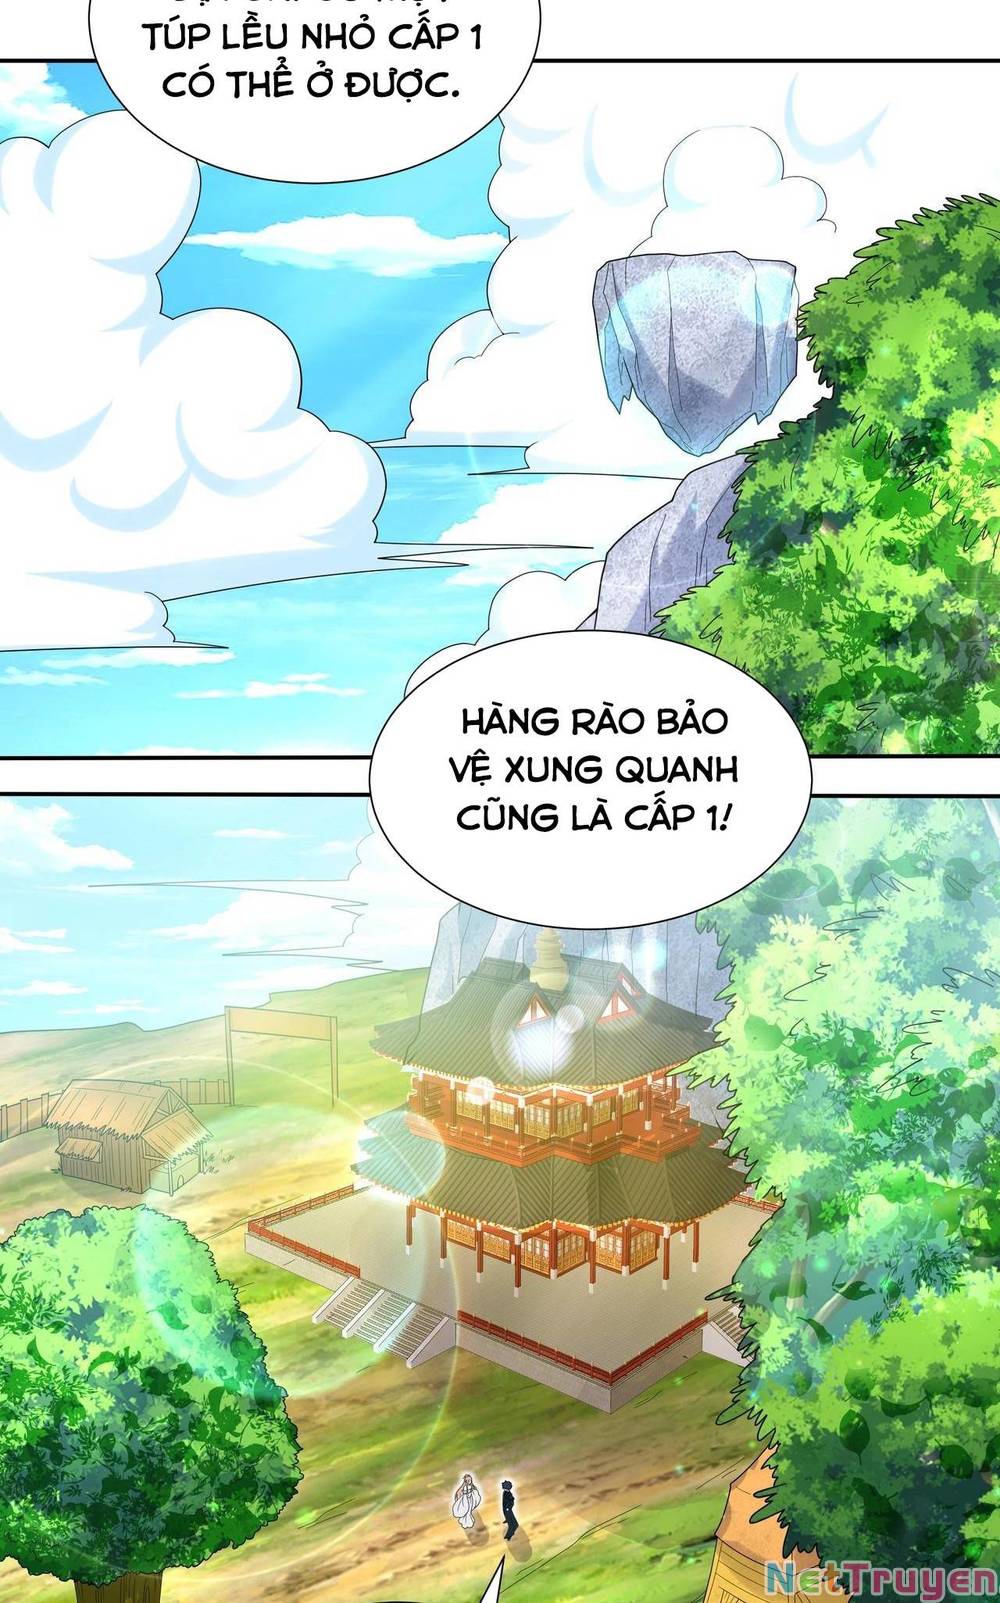 TÚP LỀU NHỎ CẤP 1
CÓ THỂ Ở ĐƯỢC.
HÀNG RÀO BẢO
VỆ XUNG QUANH
CŨNG LÀ CẤP 1!
NetTruyen